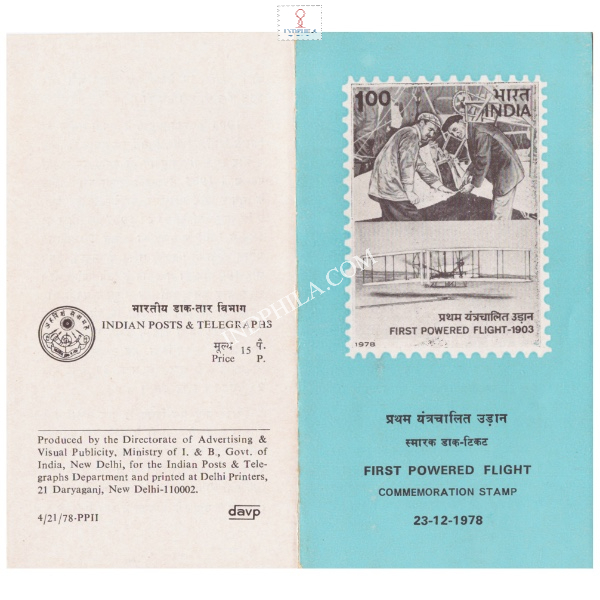 INDPHILA
भारतीय डाक-तार विभाग
INDIAN POSTS & TELEGRAPHS
मूल्य 15 पै.
Price P.
Produced by the Directorate of Advertising &
Visual Publicity, Ministry of I. & B., Govt. of
India, New Delhi, for the Indian Posts & Tele-
graphs Department and printed at Delhi Printers,
21 Daryaganj, New Delhi-110002.
4/21/78-PPII
davp
100
भारत
INDIA
प्रथम यंत्रचालित उड़ान
FIRST POWERED FLIGHT-1903
1978
प्रथम यंत्रचालित उड़ान
स्मारक डाक-टिकट
FIRST POWERED FLIGHT
COMMEMORATION STAMP
23-12-1978
INDPHILA.COM